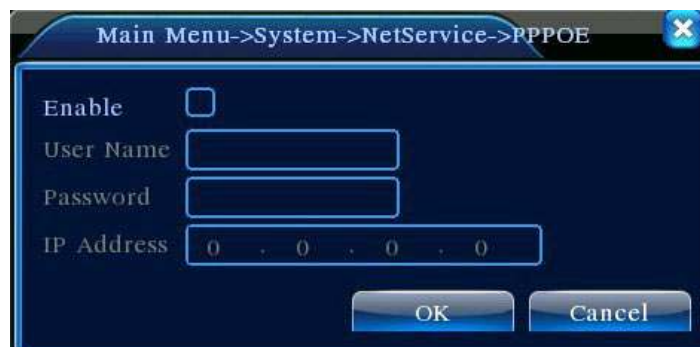 Main Menu->System->NetService->PPPOE
Enable
User Name
Password
IP Address 0 . 0 . 0 . 0
OK Cancel